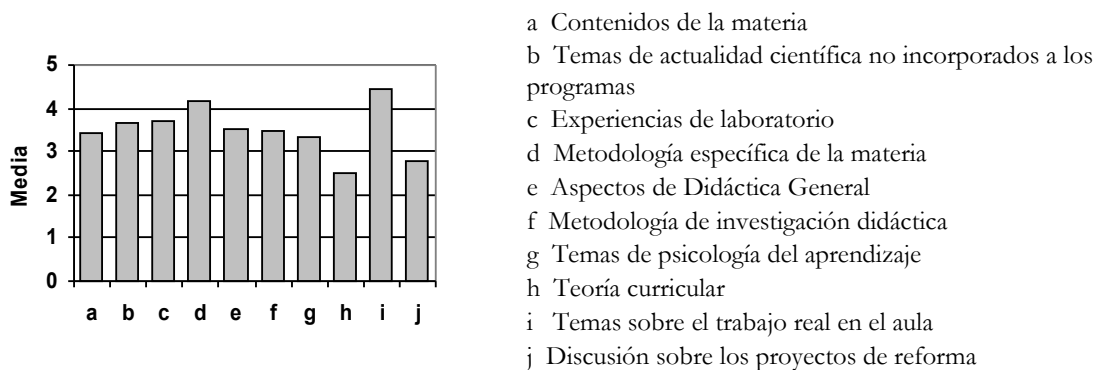 5
4
3
2
1
0
Media
a b c d e f g h i j
a Contenidos de la materia
b Temas de actualidad científica no incorporados a los
programas
c Experiencias de laboratorio
d Metodología específica de la materia
e Aspectos de Didáctica General
f Metodología de investigación didáctica
g Temas de psicología del aprendizaje
h Teoría curricular
i Temas sobre el trabajo real en el aula
j Discusión sobre los proyectos de reforma